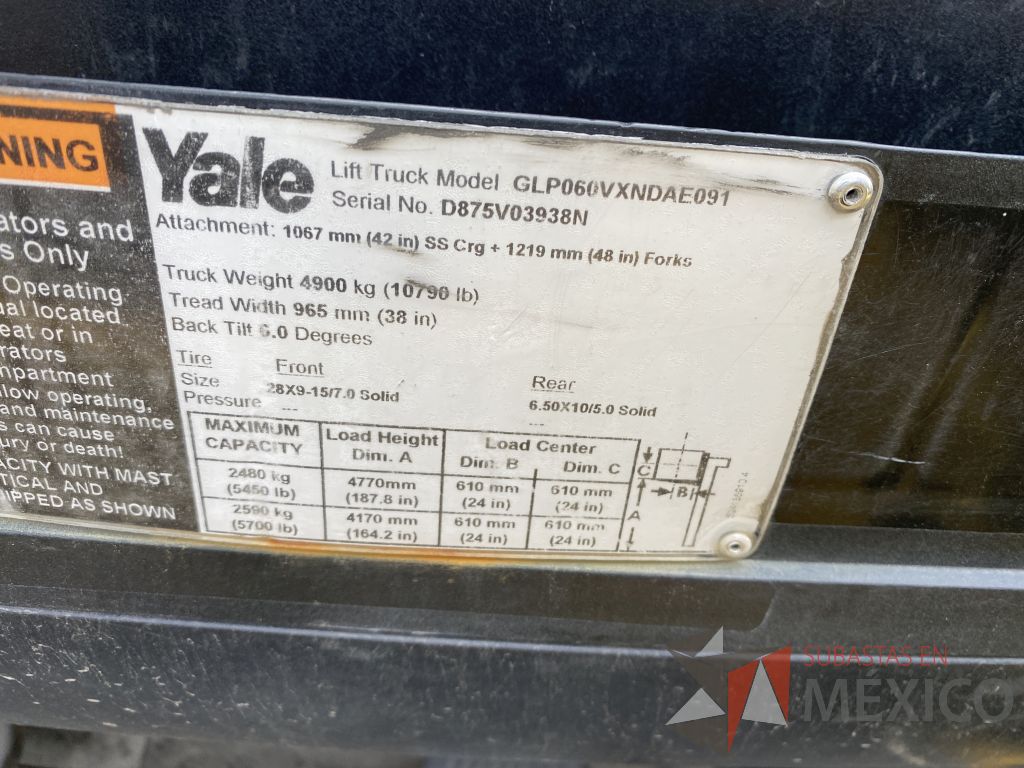 NING
ators and
s Only
Operating
ual located
eat or in
rators
mpartment
llow operating,
and maintenance
s can cause
ury or death!
ACITY WITH MAST
TICAL AND
IPPED AS SHOWN
Yale
Lift Truck Model GLP060VXNDAE091
Serial No. D875V03938N
Attachment: 1067 mm (42 in) SS Crg + 1219 mm (48 in) Forks
Truck Weight 4900 kg (10790 lb)
Tread Width 965 mm (38 in)
Back Tilt 6.0 Degrees
Tire Front Rear
Size 28X9-15/7.0 Solid 6.50X10/5.0 Solid
Pressure --- ---
MAXIMUM CAPACITY Load Height Dim. A Load Center
Dim. B Dim. C
2480 kg 4770mm 610 mm 610 mm
(5450 lb) (187.8 in) (24 in) (24 in)
2590 kg 4170 mm 610 mm 610 mm
(5700 lb) (164.2 in) (24 in) (24 in)
C
B
A
SUBASTAS EN
MÉXICO